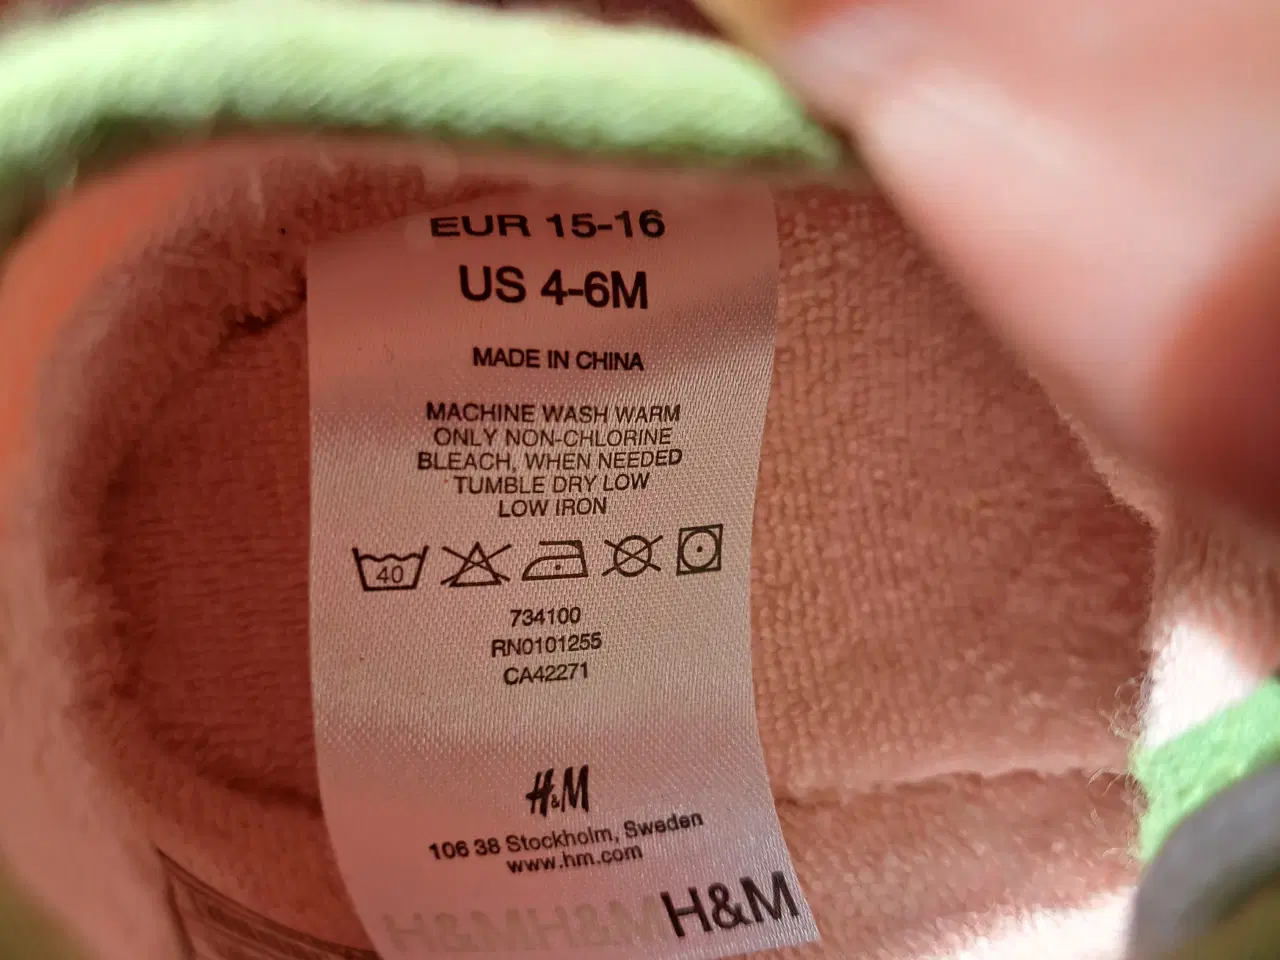 EUR 15-16
US 4-6M
MADE IN CHINA
MACHINE WASH WARM
ONLY NON-CHLORINE
BLEACH, WHEN NEEDED
TUMBLE DRY LOW
LOW IRON
40
734100
RN0101255
CA42271
H&M
106 38 Stockholm, Sweden
www.hm.com
H&MH&MH&M